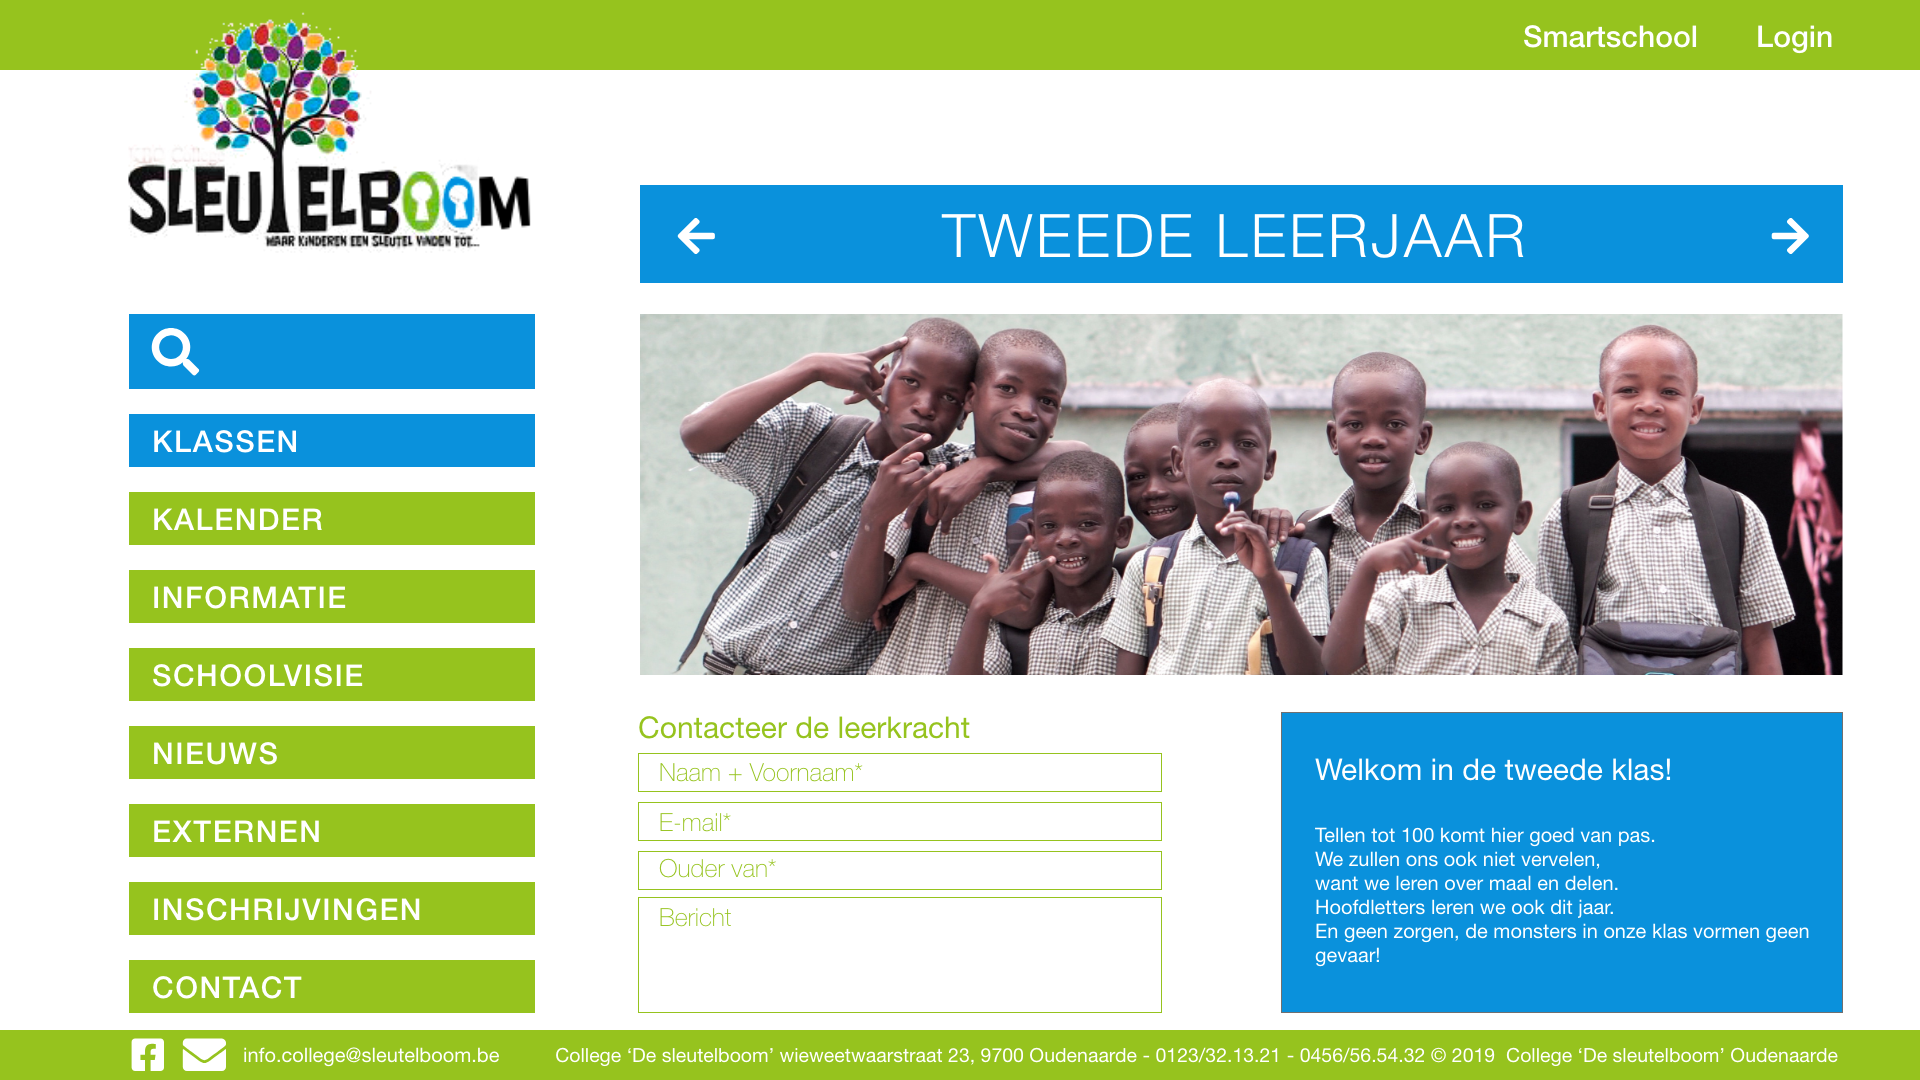 Smartschool Login
SLEUTELBOOM
WAAR KINDEREN EEN SLEUTEL VINDEN TOT...
TWEEDE LEERJAAR
KLASSEN
KALENDER
INFORMATIE
SCHOOLVISIE
NIEUWS
EXTERNEN
INSCHRIJVINGEN
CONTACT
Contacteer de leerkracht
Naam + Voornaam*
E-mail*
Ouder van*
Bericht
Welkom in de tweede klas!
Tellen tot 100 komt hier goed van pas.
We zullen ons ook niet vervelen,
want we leren over maal en delen.
Hoofdletters leren we ook dit jaar.
En geen zorgen, de monsters in onze klas vormen geen
gevaar!
info.college@sleutelboom.be College ‘De sleutelboom’ wieweetwaarstraat 23, 9700 Oudenaarde - 0123/32.13.21 - 0456/56.54.32 © 2019 College ‘De sleutelboom’ Oudenaarde